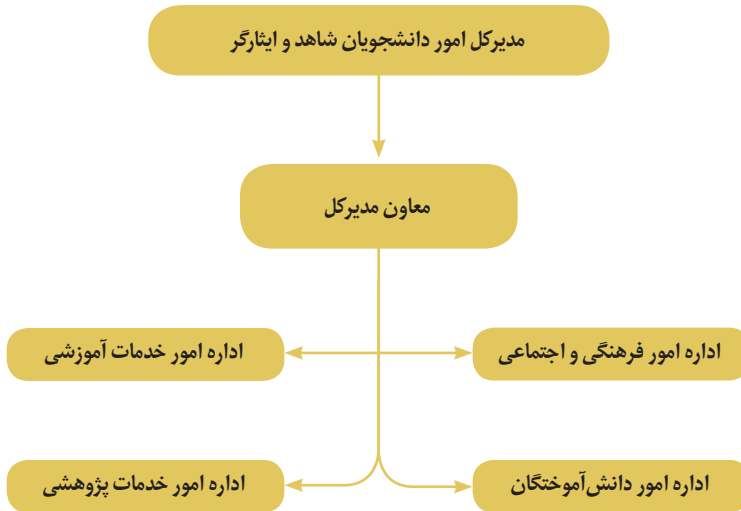 مدیرکل امور دانشجویان شاهد و ایثارگر
معاون مدیرکل
اداره امور فرهنگی و اجتماعی
اداره امور خدمات آموزشی
اداره امور دانش‌آموختگان
اداره امور خدمات پژوهشی